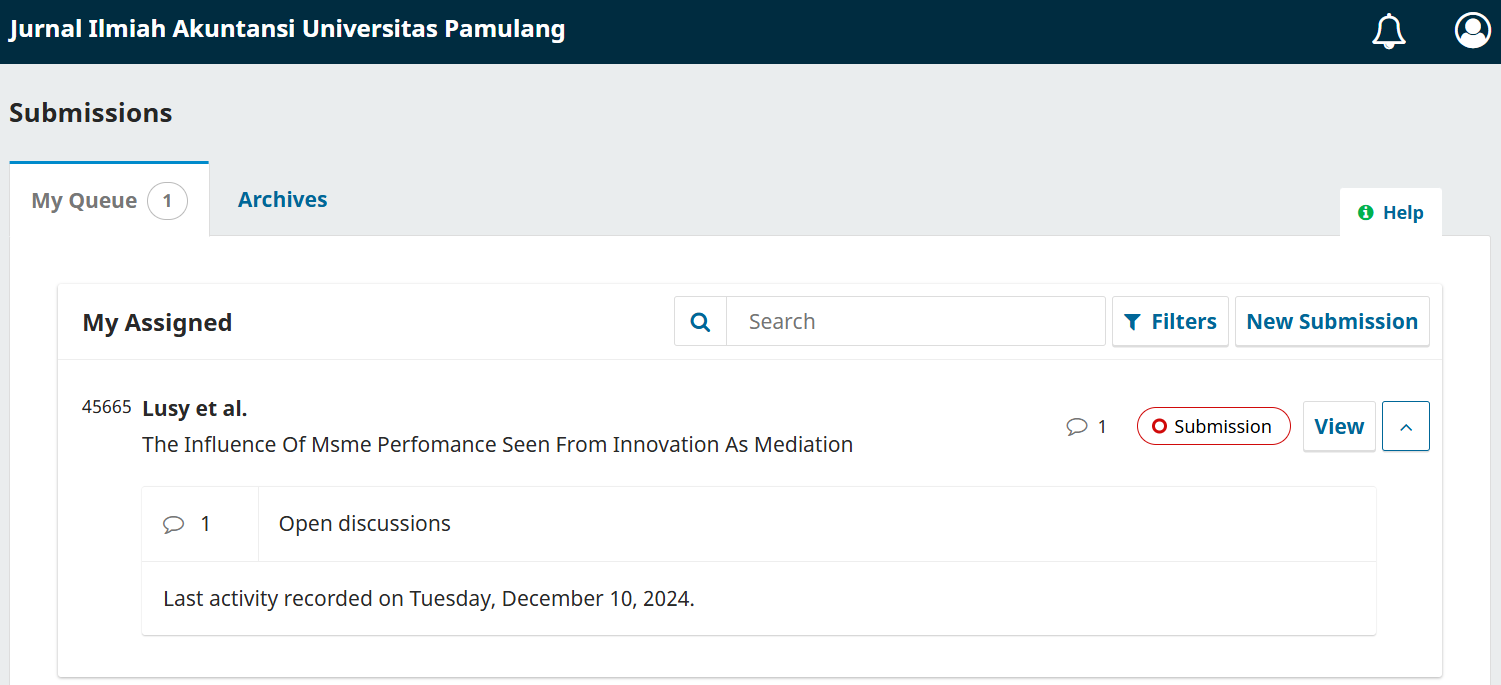 Jurnal Ilmiah Akuntansi Universitas Pamulang
Submissions
My Queue 1
Archives
Help
My Assigned
Search
Filters
New Submission
45665 Lusy et al.
The Influence Of Msme Perfomance Seen From Innovation As Mediation
1
Submission
View
1 Open discussions
Last activity recorded on Tuesday, December 10, 2024.